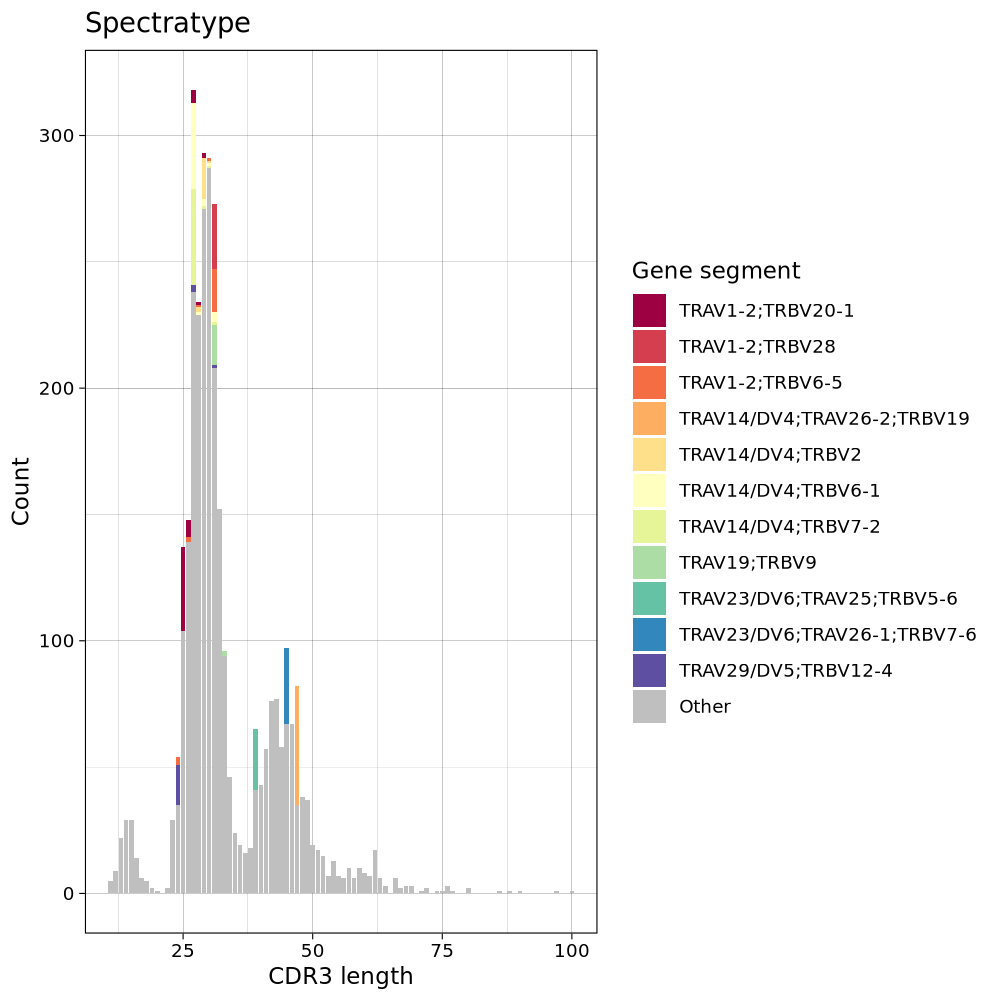 Spectratype
300
200
100
0
Count
25 50 75 100
CDR3 length
Gene segment
TRAV1-2;TRBV20-1
TRAV1-2;TRBV28
TRAV1-2;TRBV6-5
TRAV14/DV4;TRAV26-2;TRBV19
TRAV14/DV4;TRBV2
TRAV14/DV4;TRBV6-1
TRAV14/DV4;TRBV7-2
TRAV19;TRBV9
TRAV23/DV6;TRAV25;TRBV5-6
TRAV23/DV6;TRAV26-1;TRBV7-6
TRAV29/DV5;TRBV12-4
Other